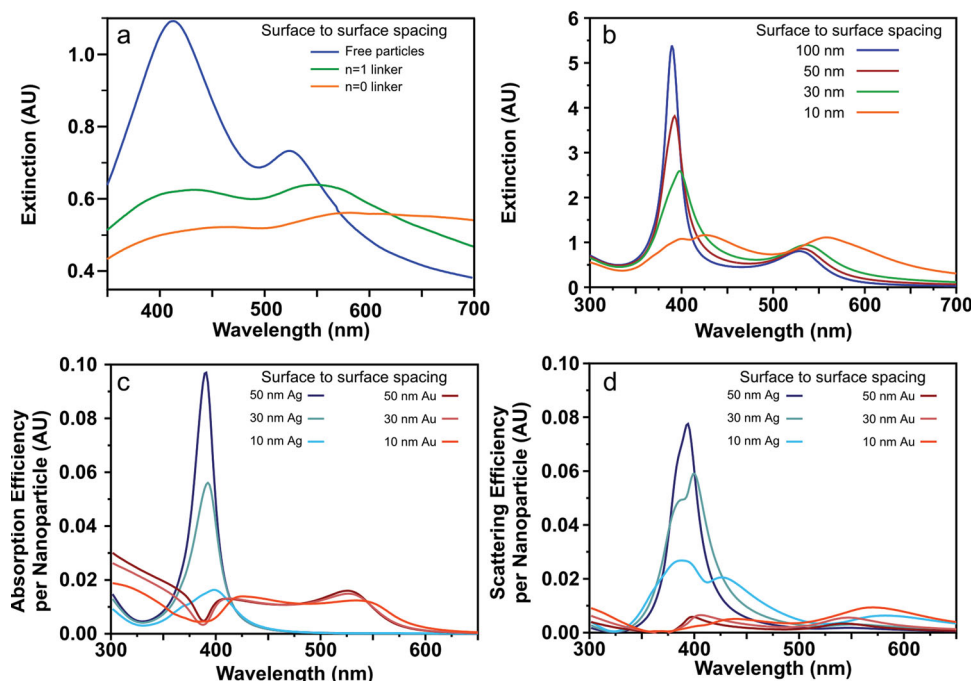 a
Surface to surface spacing
Free particles
n=1 linker
n=0 linker
Extinction (AU)
1.0
0.8
0.6
0.4
400 500 600 700
Wavelength (nm)
b
Surface to surface spacing
100 nm
50 nm
30 nm
10 nm
Extinction (AU)
6
5
4
3
2
1
0
300 400 500 600 700
Wavelength (nm)
c
Surface to surface spacing
50 nm Ag 50 nm Au
30 nm Ag 30 nm Au
10 nm Ag 10 nm Au
Absorption Efficiency
per Nanoparticle (AU)
0.10
0.08
0.06
0.04
0.02
0.00
300 400 500 600
Wavelength (nm)
d
Surface to surface spacing
50 nm Ag 50 nm Au
30 nm Ag 30 nm Au
10 nm Ag 10 nm Au
Scattering Efficiency
per Nanoparticle (AU)
0.10
0.08
0.06
0.04
0.02
0.00
300 400 500 600
Wavelength (nm)